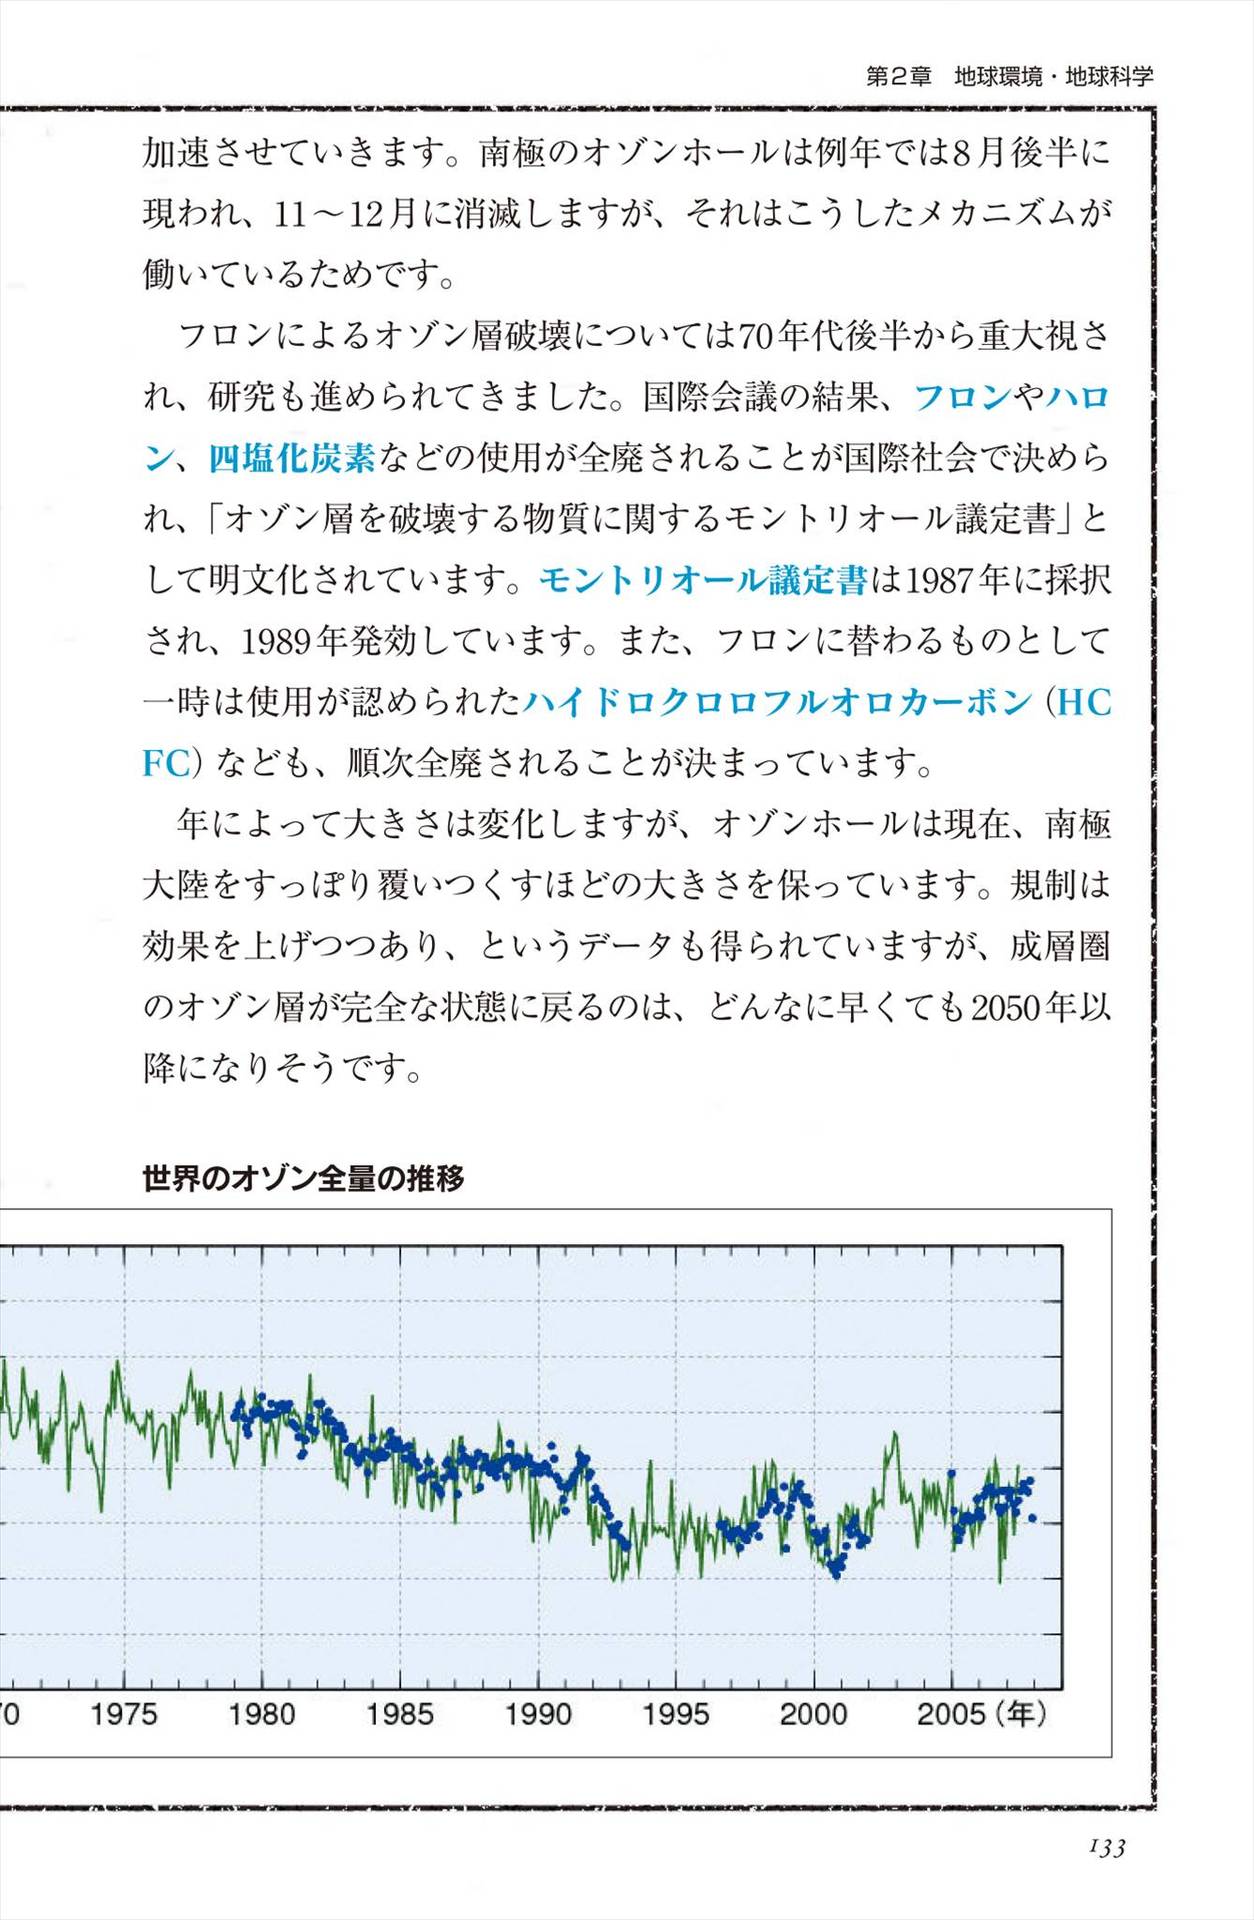 第2章　地球環境・地球科学
加速させていきます。南極のオゾンホールは例年では8月後半に
現われ、11〜12月に消滅しますが、それはこうしたメカニズムが
働いているためです。
　フロンによるオゾン層破壊については70年代後半から重大視さ
れ、研究も進められてきました。国際会議の結果、フロンやハロ
ン、四塩化炭素などの使用が全廃されることが国際社会で決めら
れ、「オゾン層を破壊する物質に関するモントリオール議定書」と
して明文化されています。モントリオール議定書は1987年に採択
され、1989年発効しています。また、フロンに替わるものとして
一時は使用が認められたハイドロクロロフルオロカーボン（HC
FC）なども、順次全廃されることが決まっています。
　年によって大きさは変化しますが、オゾンホールは現在、南極
大陸をすっぽり覆いつくすほどの大きさを保っています。規制は
効果を上げつつあり、というデータも得られていますが、成層圏
のオゾン層が完全な状態に戻るのは、どんなに早くても2050年以
降になりそうです。
世界のオゾン全量の推移
70 1975 1980 1985 1990 1995 2000 2005（年）
133